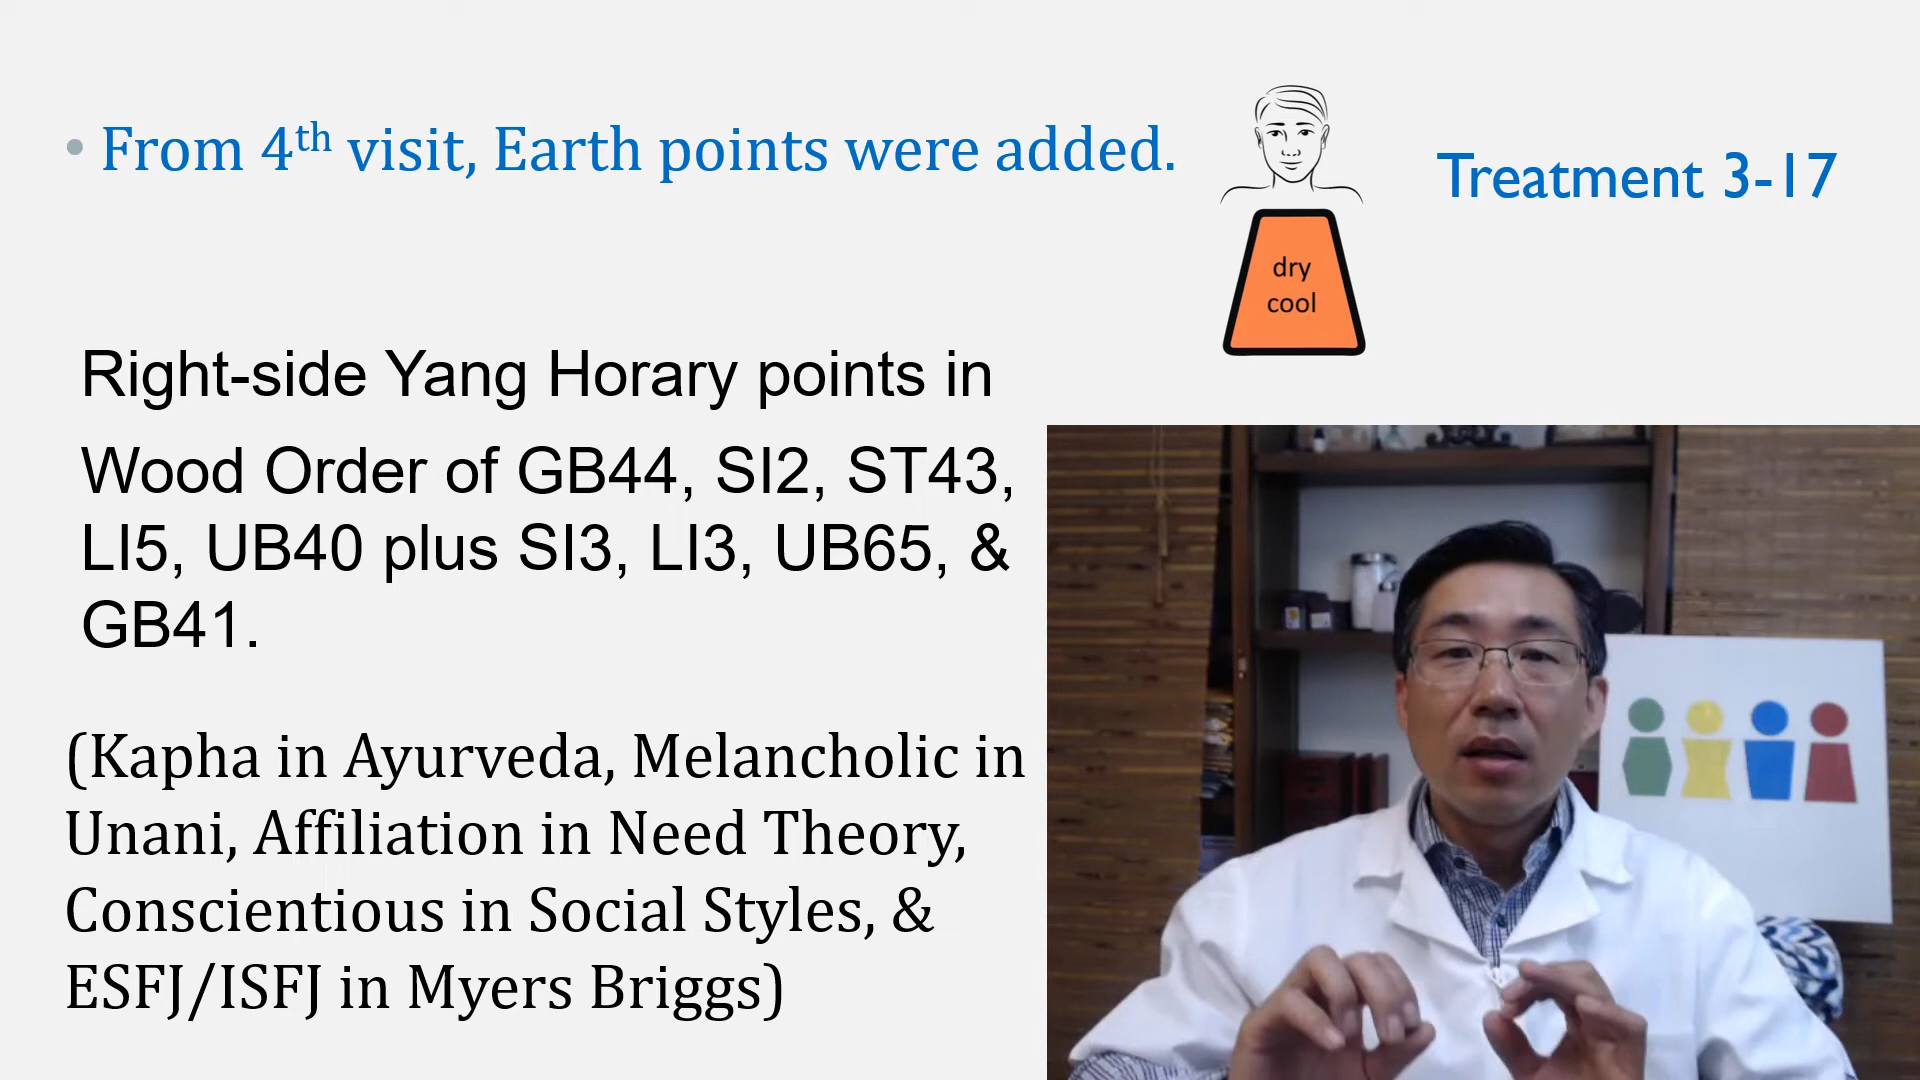 • From 4th visit, Earth points were added.
Treatment 3-17
dry
cool
Right-side Yang Horary points in
Wood Order of GB44, SI2, ST43,
LI5, UB40 plus SI3, LI3, UB65, &
GB41.
(Kapha in Ayurveda, Melancholic in
Unani, Affiliation in Need Theory,
Conscientious in Social Styles, &
ESFJ/ISFJ in Myers Briggs)